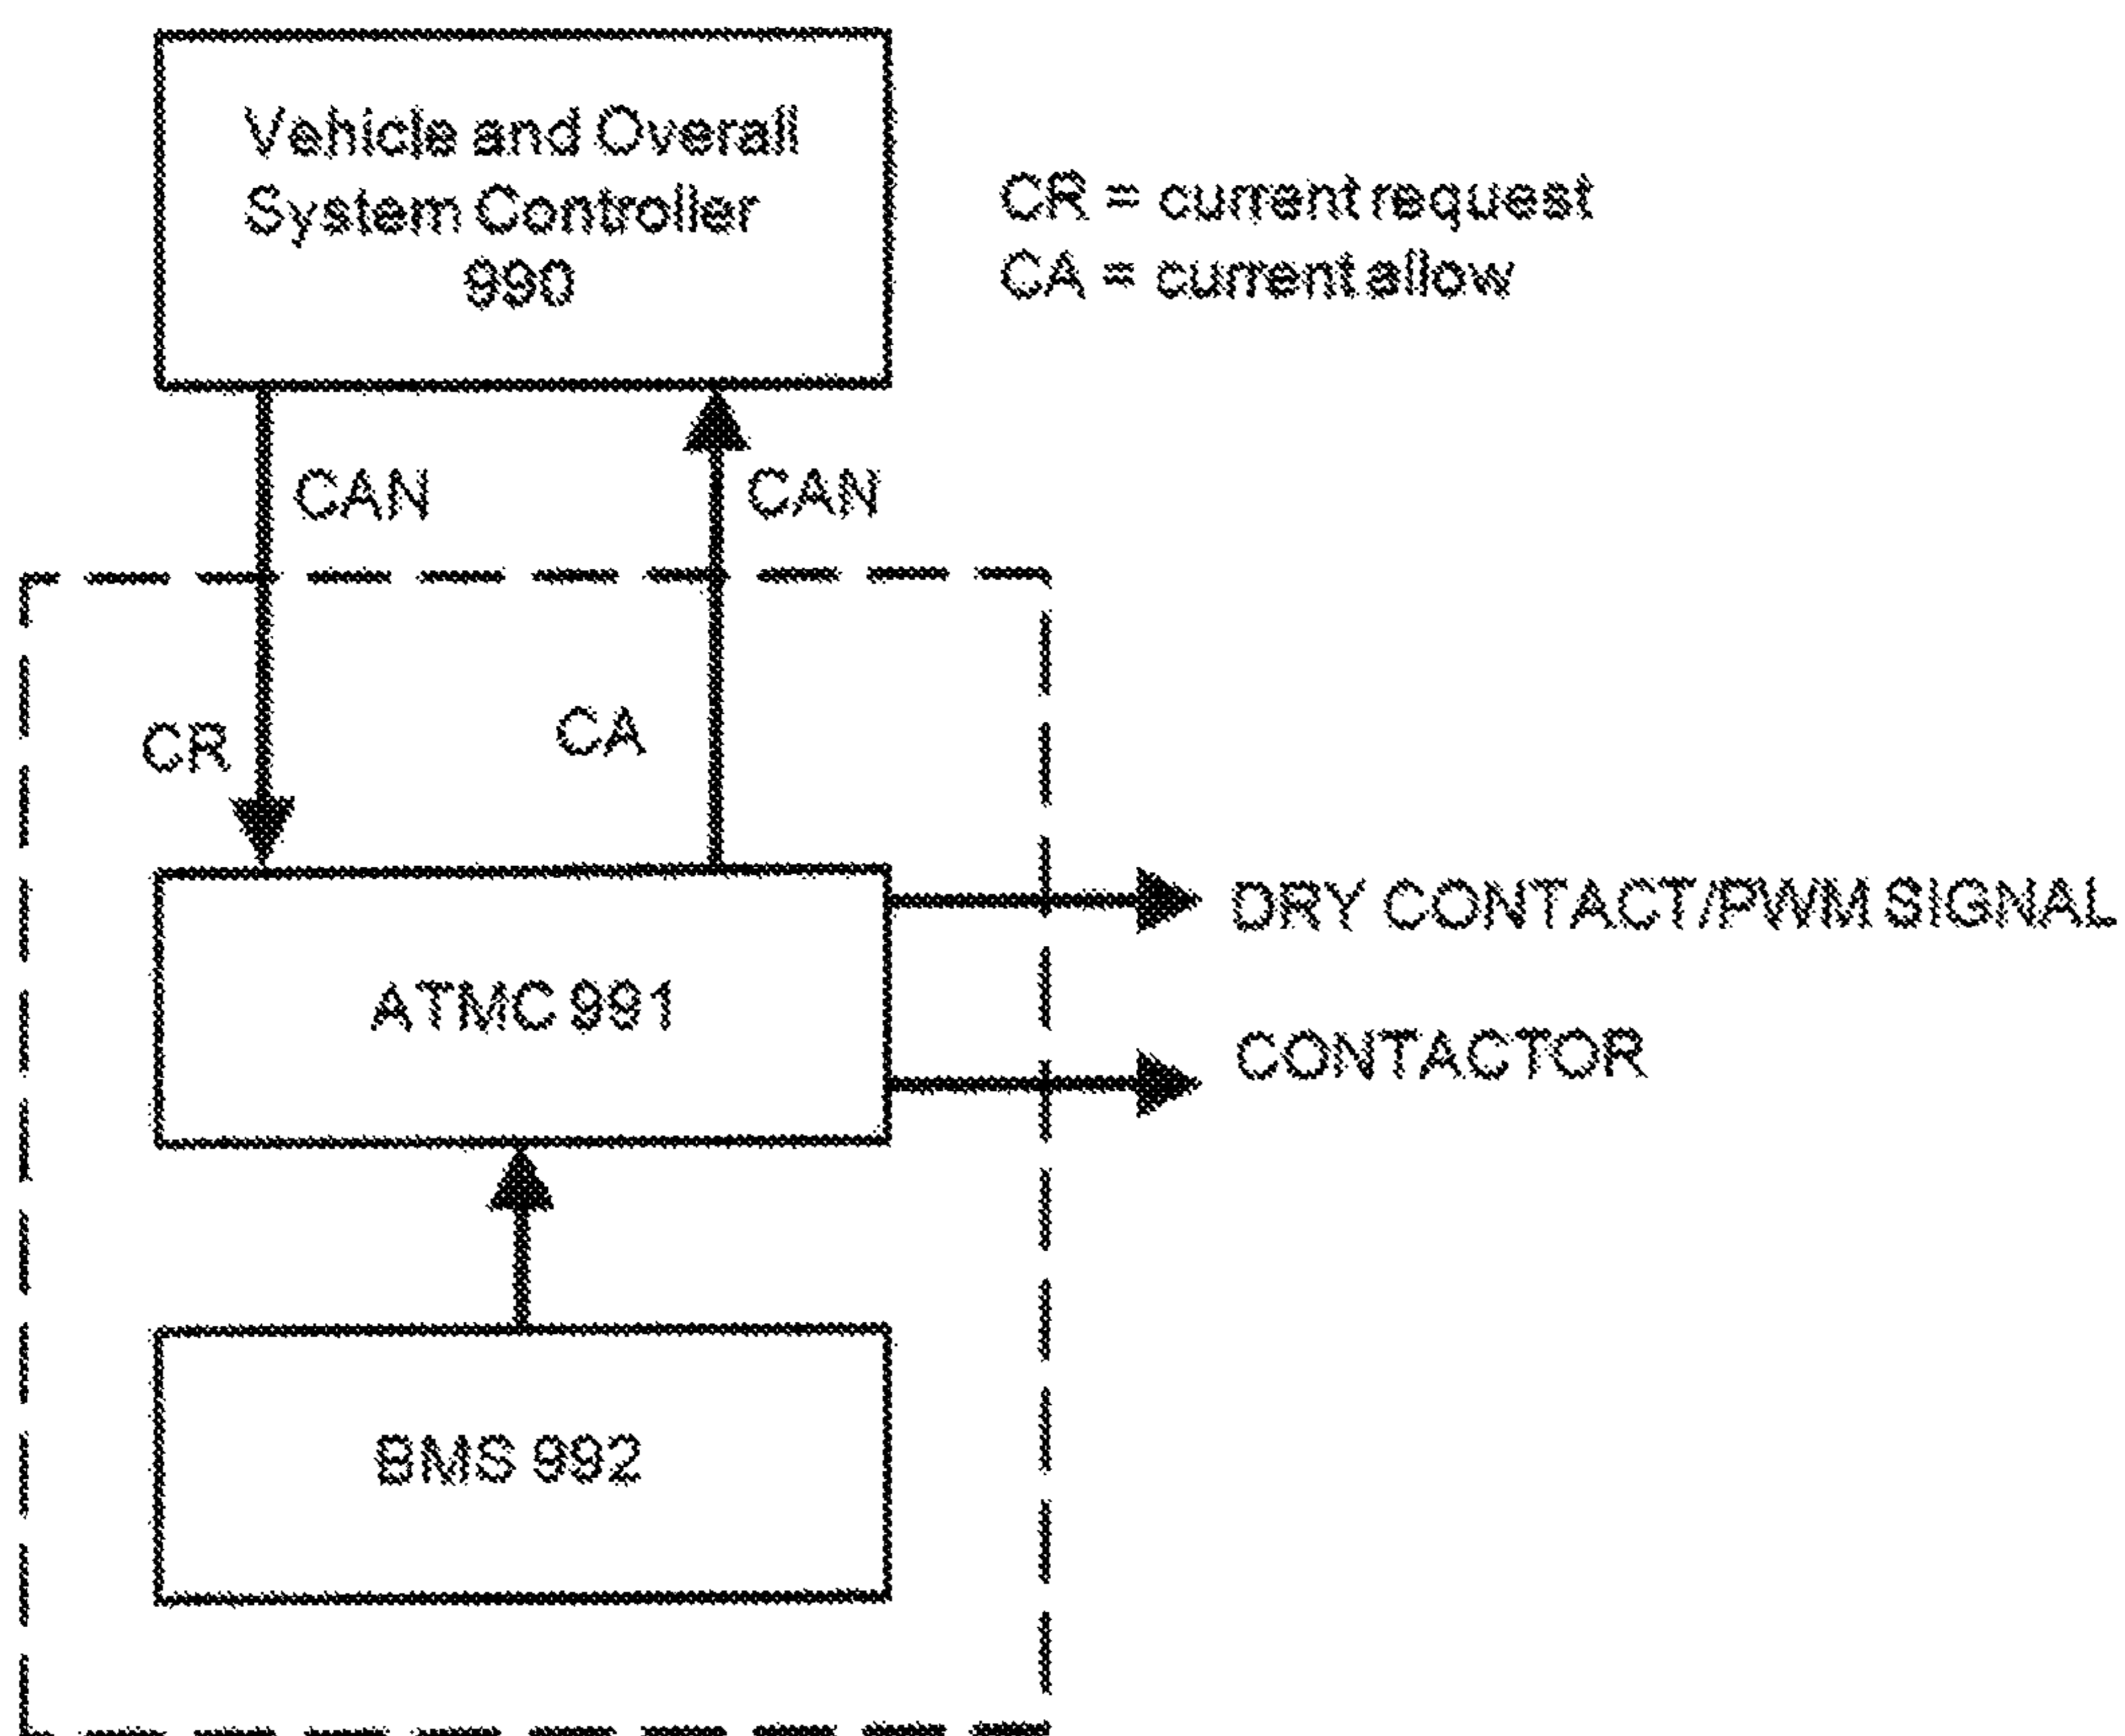 Vehicle and Overall
System Controller
990
CR = current request
CA = current allow
CAN
CAN
CR
CA
DRY CONTACT/PWM SIGNAL
ATMC 991
CONTACTOR
BMS 992